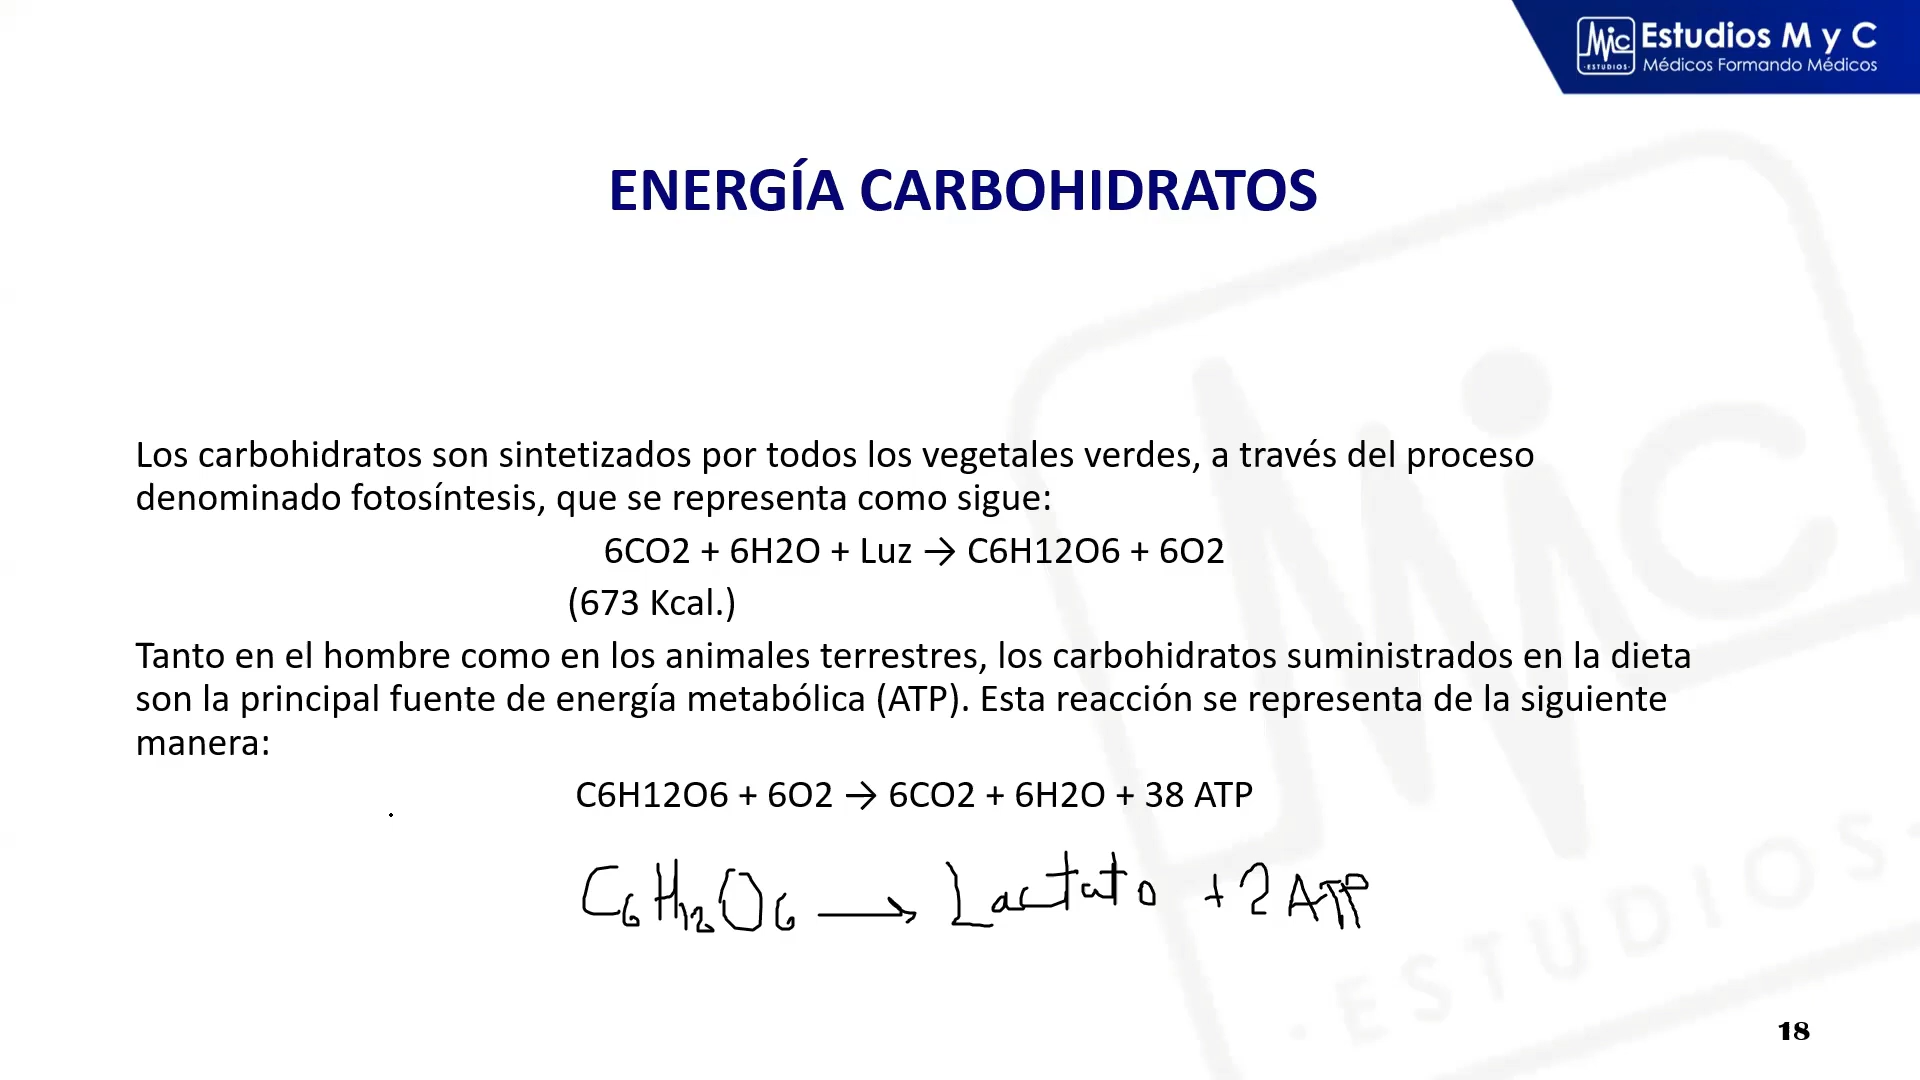 Estudios M y C
Médicos Formando Médicos
MyC
·ESTUDIOS·
ENERGÍA CARBOHIDRATOS
Los carbohidratos son sintetizados por todos los vegetales verdes, a través del proceso
denominado fotosíntesis, que se representa como sigue:
6CO2 + 6H2O + Luz → C6H12O6 + 6O2
(673 Kcal.)
Tanto en el hombre como en los animales terrestres, los carbohidratos suministrados en la dieta
son la principal fuente de energía metabólica (ATP). Esta reacción se representa de la siguiente
manera:
C6H12O6 + 6O2 → 6CO2 + 6H2O + 38 ATP
C6H12O6 → Lactato + 2 ATP
·ESTUDIOS·
18